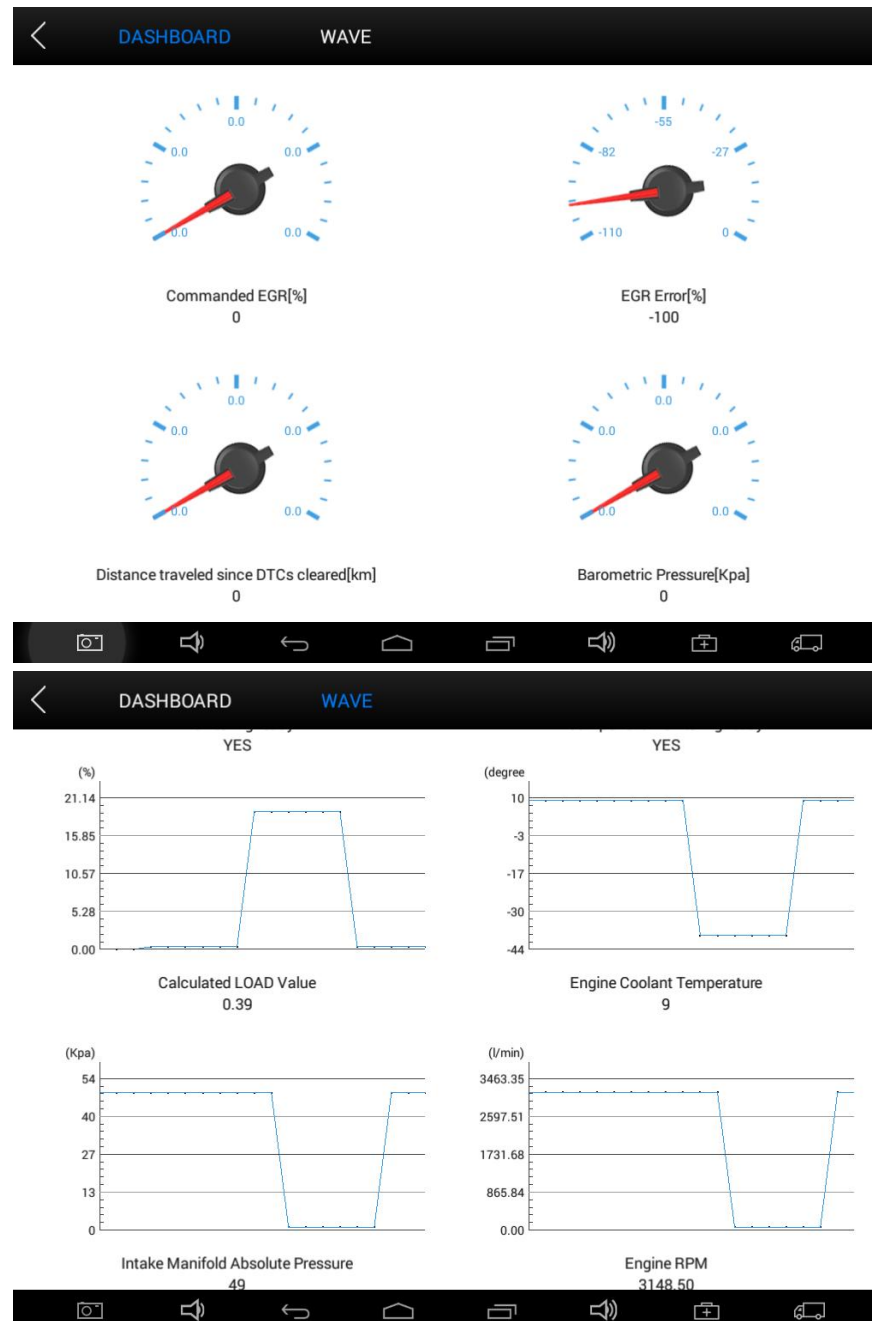 DASHBOARD WAVE
0.0 -55
0.0 0.0 -82 -27
0.0 0.0 -110 0
Commanded EGR[%] EGR Error[%]
0 -100
0.0 0.0
0.0 0.0 0.0 0.0
0.0 0.0 0.0 0.0
Distance traveled since DTCs cleared[km] Barometric Pressure[Kpa]
0 0
DASHBOARD WAVE
YES YES
(%) (degree
21.14 10
15.85 -3
10.57 -17
5.28 -30
0.00 -44
Calculated LOAD Value Engine Coolant Temperature
0.39 9
(Kpa) (l/min)
54 3463.35
40 2597.51
27 1731.68
13 865.84
0 0.00
Intake Manifold Absolute Pressure Engine RPM
49 3148.50